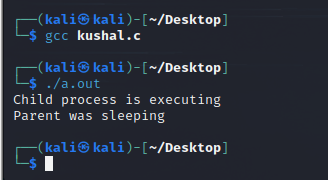 ┌──(kali㉿kali)-[~/Desktop]
└─$ gcc kushal.c
┌──(kali㉿kali)-[~/Desktop]
└─$ ./a.out
Child process is executing
Parent was sleeping
┌──(kali㉿kali)-[~/Desktop]
└─$